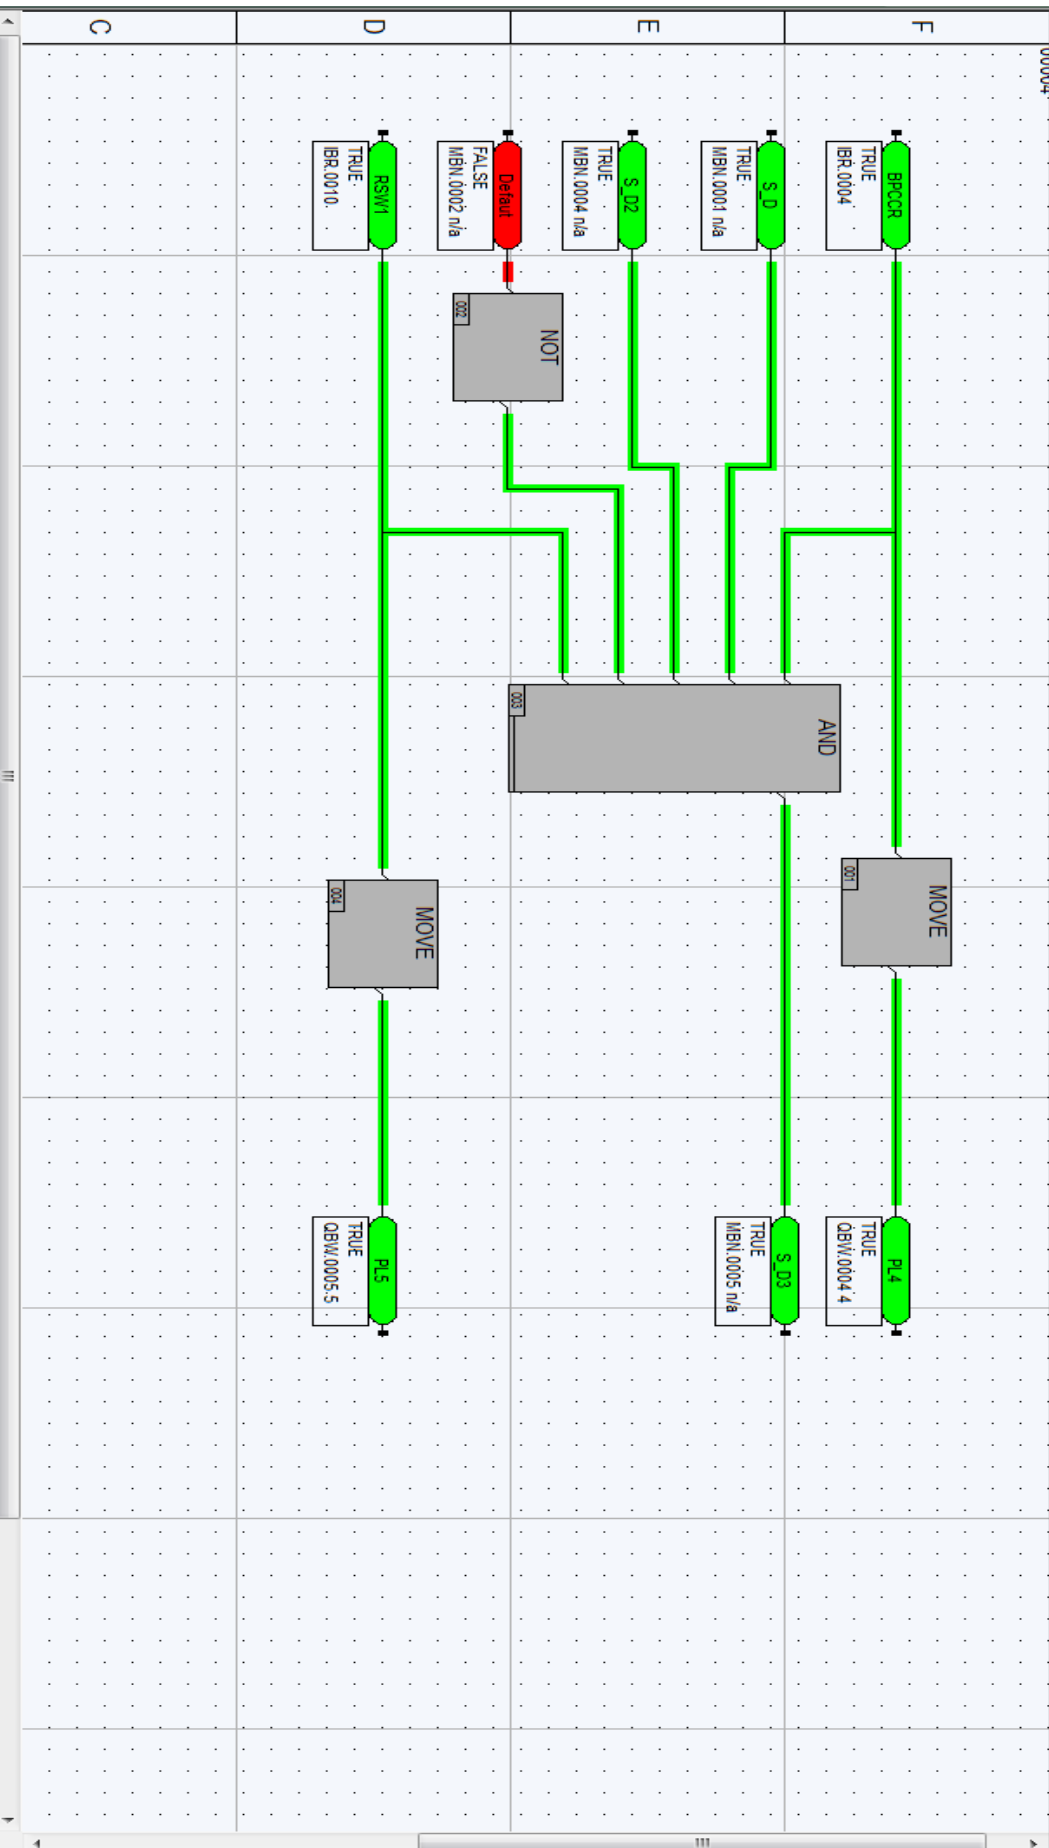 F
BPCCR
TRUE
IBR.0004
MOVE
001
PL4
TRUE
QBW.0004 4
S_D
TRUE
MBN.0001 n/a
AND
003
S_D3
TRUE
MBN.0005 n/a
E
S_D2
TRUE
MBN.0004 n/a
Defaut
FALSE
MBN.0002 n/a
NOT
002
D
RSW1
TRUE
IBR.0010
MOVE
004
PL5
TRUE
QBW.0005 5
C